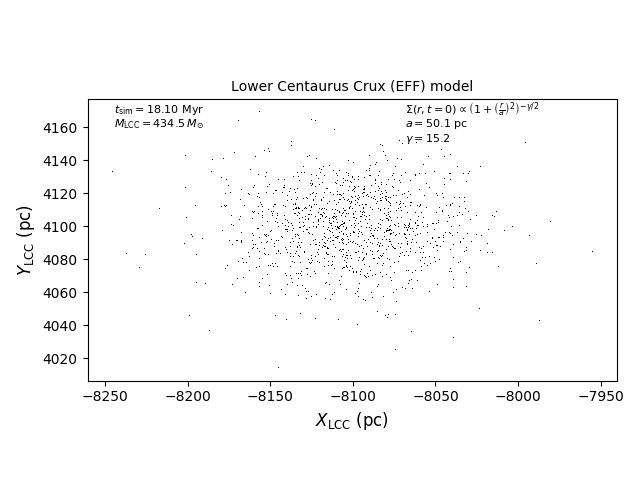 Lower Centaurus Crux (EFF) model
t_sim = 18.10 Myr
M_LCC = 434.5 M_⊙
Σ(r, t = 0) ∝ (1 + (r/a)²)^(−γ/2)
a = 50.1 pc
γ = 15.2
Y_LCC (pc)
4160
4140
4120
4100
4080
4060
4040
4020
−8250 −8200 −8150 −8100 −8050 −8000 −7950
X_LCC (pc)